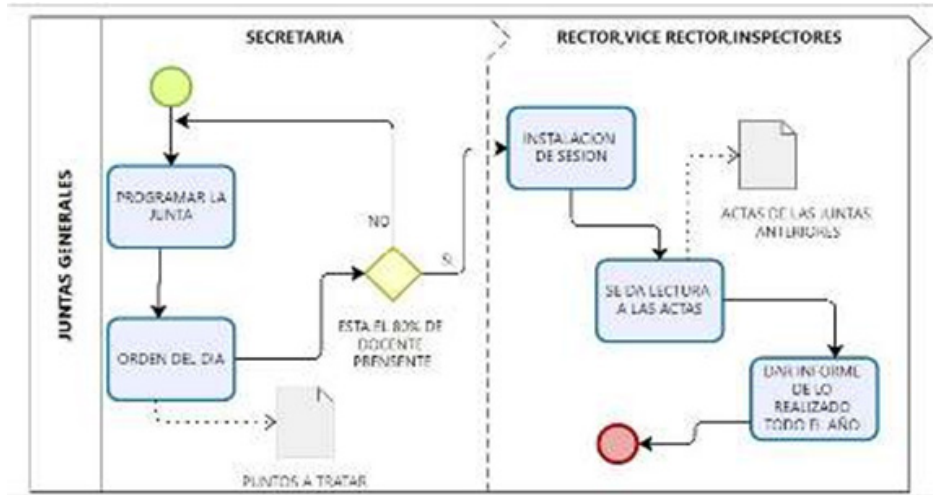 SECRETARIA
RECTOR,VICE RECTOR,INSPECTORES
JUNTAS GENERALES
PROGRAMAR LA
JUNTA
ORDEN DEL DIA
PUNTOS A TRATAR
NO
SI
ESTA EL 80% DE
DOCENTE
PRENSENTE
INSTALACION
DE SESION
ACTAS DE LAS JUNTAS
ANTERIORES
SE DA LECTURA
A LAS ACTAS
DAR INFORME
DE LO
REALIZADO
TODO EL AÑO